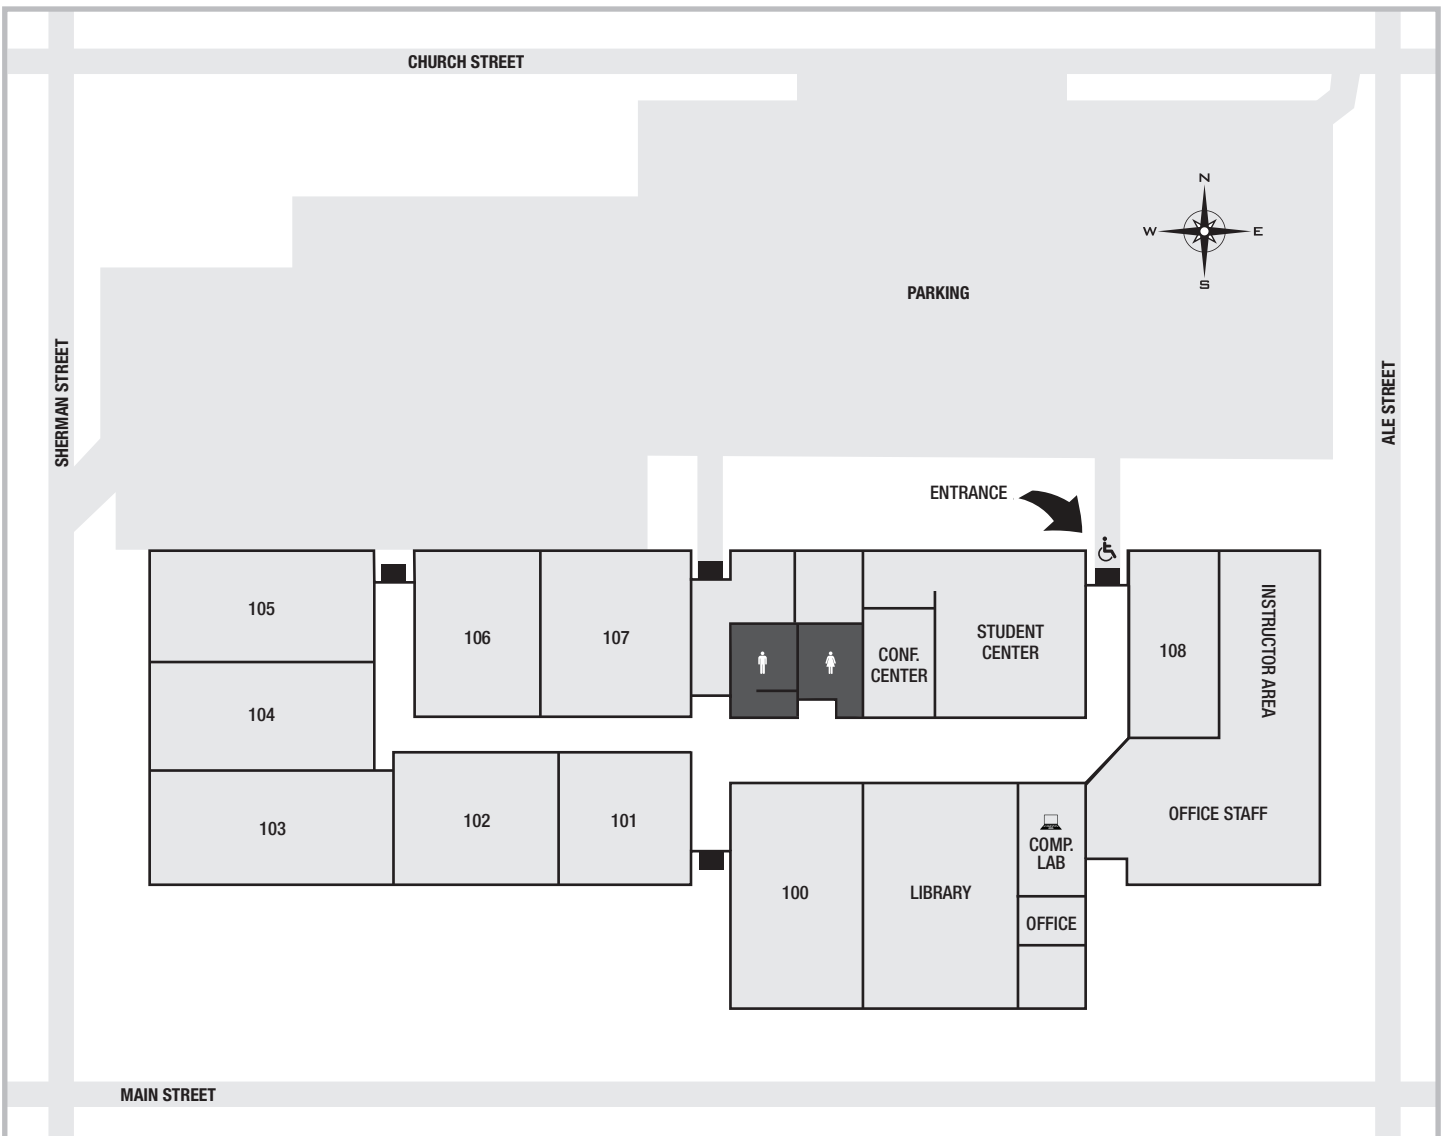 CHURCH STREET
N
W
E
S
PARKING
SHERMAN STREET
ALE STREET
ENTRANCE
105
106
107
STUDENT
CENTER
CONF.
CENTER
108
INSTRUCTOR AREA
104
103
102
101
100
LIBRARY
COMP.
LAB
OFFICE
OFFICE STAFF
MAIN STREET